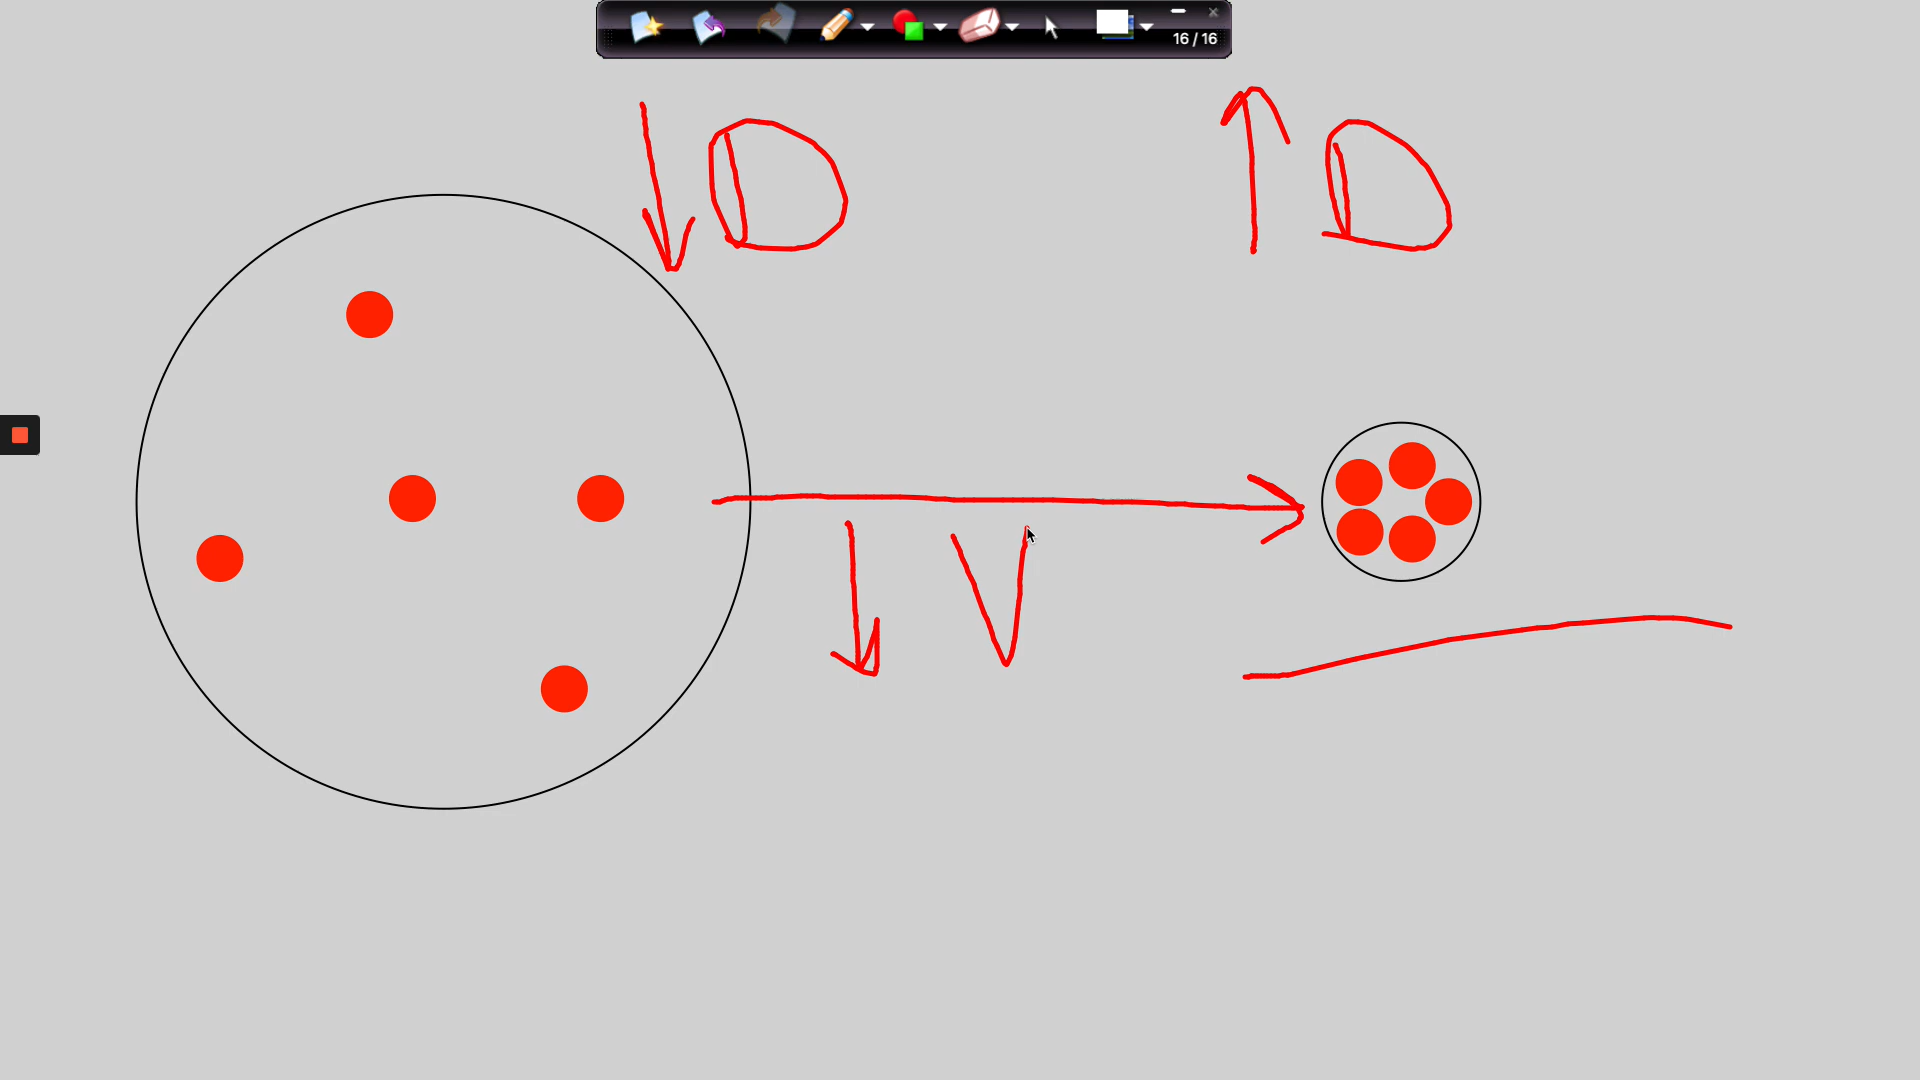 16 / 16
↓ D
↑ D
↓ V